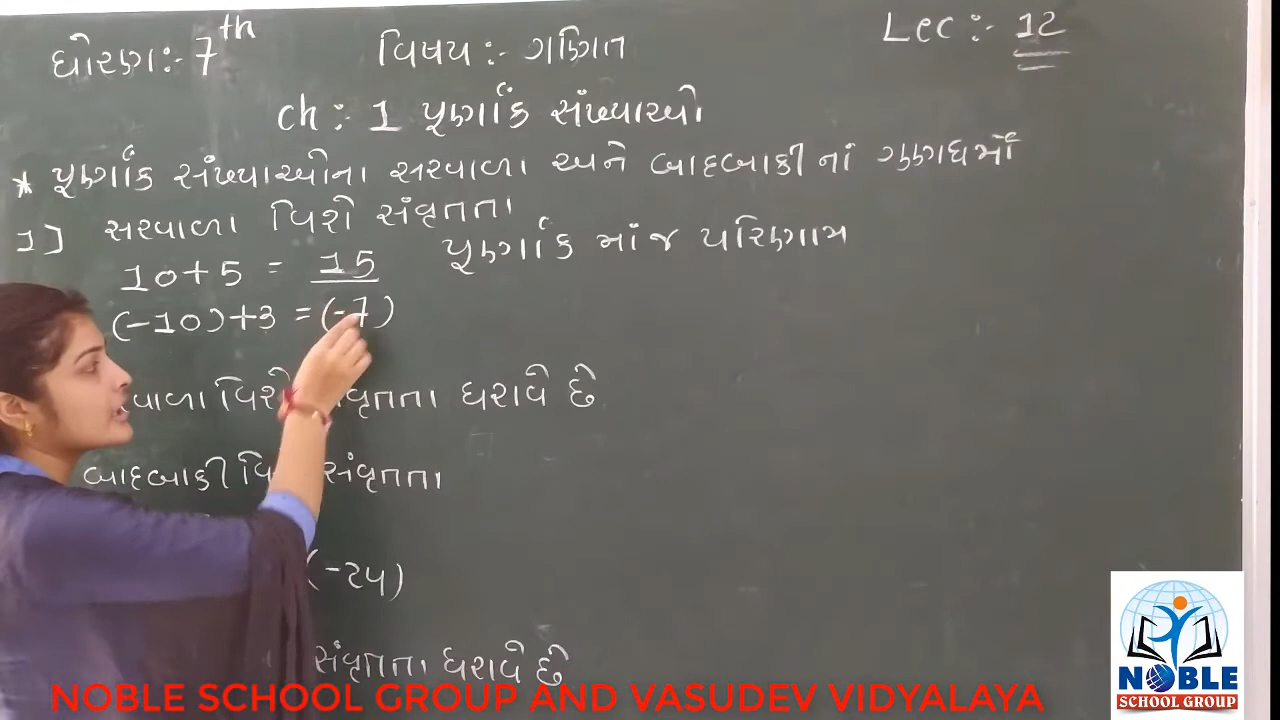 ધોરણ:- 7th
વિષય:- ગણિત
Lec:- 12
ch:- 1 પૂર્ણાંક સંખ્યાઓ
* પૂર્ણાંક સંખ્યાઓના સરવાળા અને બાદબાકીનાં ગુણધર્મો
1] સરવાળા વિશે સંવૃતતા
10+5 = 15 પૂર્ણાંક માંજ પરિણામ
(-10)+3 = (-7)
વાળા વિશે સંવૃતતા ધરાવે છે
બાદબાકી વિ સંવૃતતા
(-24)
સંવૃતતા ધરાવે છે
NOBLE SCHOOL GROUP AND VASUDEV VIDYALAYA
NOBLE
SCHOOL GROUP